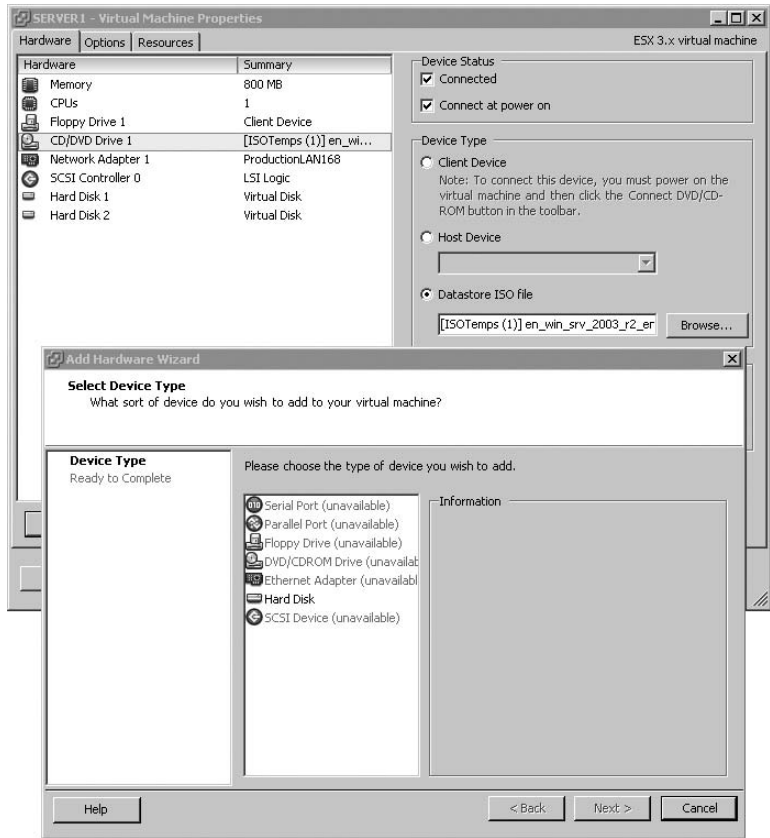 SERVER1 - Virtual Machine Properties
Hardware Options Resources
ESX 3.x virtual machine
Hardware Summary
Memory 800 MB
CPUs 1
Floppy Drive 1 Client Device
CD/DVD Drive 1 [ISOTemps (1)] en_wi...
Network Adapter 1 ProductionLAN168
SCSI Controller 0 LSI Logic
Hard Disk 1 Virtual Disk
Hard Disk 2 Virtual Disk
Device Status
Connected
Connect at power on
Device Type
Client Device
Note: To connect this device, you must power on the
virtual machine and then click the Connect DVD/CD-
ROM button in the toolbar.
Host Device
Datastore ISO file
[ISOTemps (1)] en_win_srv_2003_r2_er
Browse...
Add Hardware Wizard
Select Device Type
What sort of device do you wish to add to your virtual machine?
Device Type
Ready to Complete
Please choose the type of device you wish to add.
Serial Port (unavailable)
Parallel Port (unavailable)
Floppy Drive (unavailable)
DVD/CDROM Drive (unavailab
Ethernet Adapter (unavailabl
Hard Disk
SCSI Device (unavailable)
Information
Help
< Back
Next >
Cancel